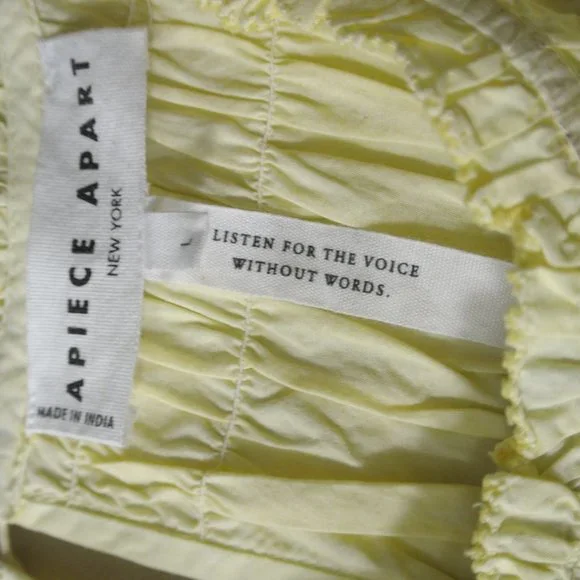 APIECE APART
NEW YORK
MADE IN INDIA
L
LISTEN FOR THE VOICE
WITHOUT WORDS.